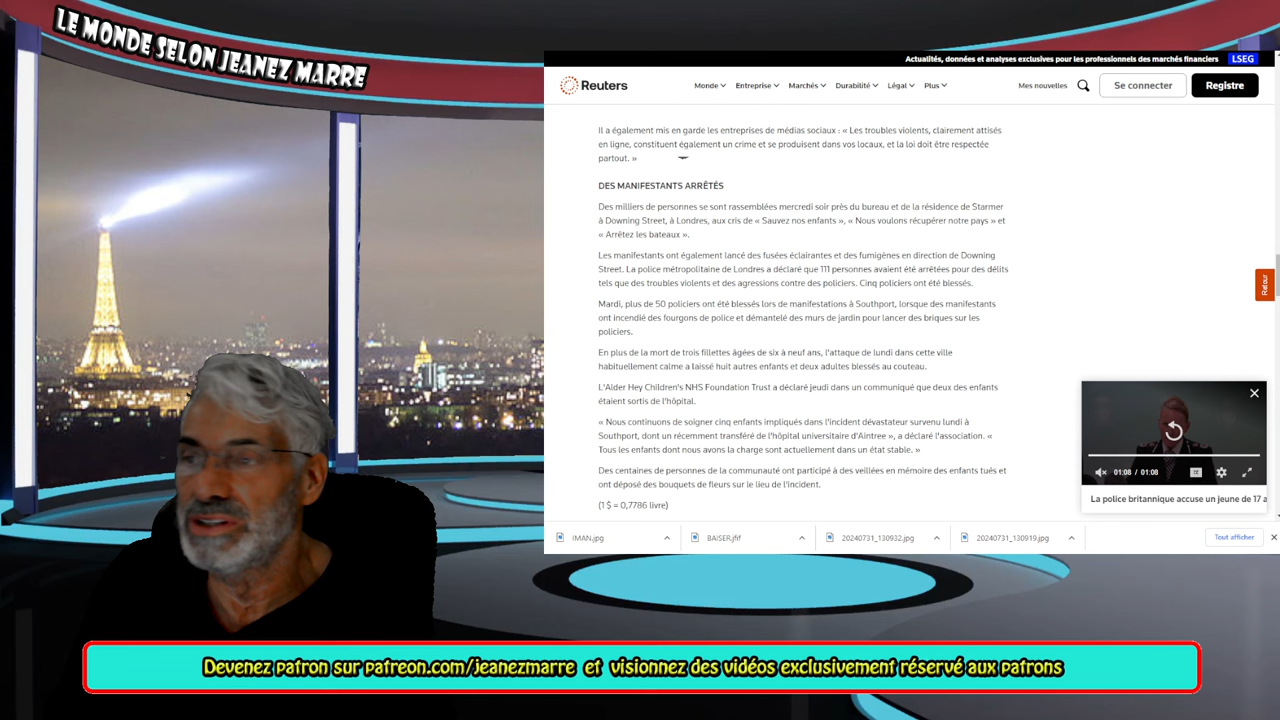 LE MONDE SELON JEANEZ MARRE
Actualités, données et analyses exclusives pour les professionnels des marchés financiers LSEG
Reuters Monde Entreprise Marchés Durabilité Légal Plus Mes nouvelles Se connecter Registre
Il a également mis en garde les entreprises de médias sociaux : « Les troubles violents, clairement attisés
en ligne, constituent également un crime et se produisent dans vos locaux, et la loi doit être respectée
partout. »
DES MANIFESTANTS ARRÊTÉS
Des milliers de personnes se sont rassemblées mercredi soir près du bureau et de la résidence de Starmer
à Downing Street, à Londres, aux cris de « Sauvez nos enfants », « Nous voulons récupérer notre pays » et
« Arrêtez les bateaux ».
Les manifestants ont également lancé des fusées éclairantes et des fumigènes en direction de Downing
Street. La police métropolitaine de Londres a déclaré que 111 personnes avaient été arrêtées pour des délits
tels que des troubles violents et des agressions contre des policiers. Cinq policiers ont été blessés.
Mardi, plus de 50 policiers ont été blessés lors de manifestations à Southport, lorsque des manifestants
ont incendié des fourgons de police et démantelé des murs de jardin pour lancer des briques sur les
policiers.
En plus de la mort de trois fillettes âgées de six à neuf ans, l'attaque de lundi dans cette ville
habituellement calme a laissé huit autres enfants et deux adultes blessés au couteau.
L'Alder Hey Children's NHS Foundation Trust a déclaré jeudi dans un communiqué que deux des enfants
étaient sortis de l'hôpital.
« Nous continuons de soigner cinq enfants impliqués dans l'incident dévastateur survenu lundi à
Southport, dont un récemment transféré de l'hôpital universitaire d'Aintree », a déclaré l'association. «
Tous les enfants dont nous avons la charge sont actuellement dans un état stable. »
Des centaines de personnes de la communauté ont participé à des veillées en mémoire des enfants tués et
ont déposé des bouquets de fleurs sur le lieu de l'incident.
(1 $ = 0,7786 livre)
Retour
01:08 / 01:08
La police britannique accuse un jeune de 17 a
IMAN.jpg BAISER.jfif 20240731_130932.jpg 20240731_130919.jpg Tout afficher
Devenez patron sur patreon.com/jeanezmarre et visionnez des vidéos exclusivement réservé aux patrons